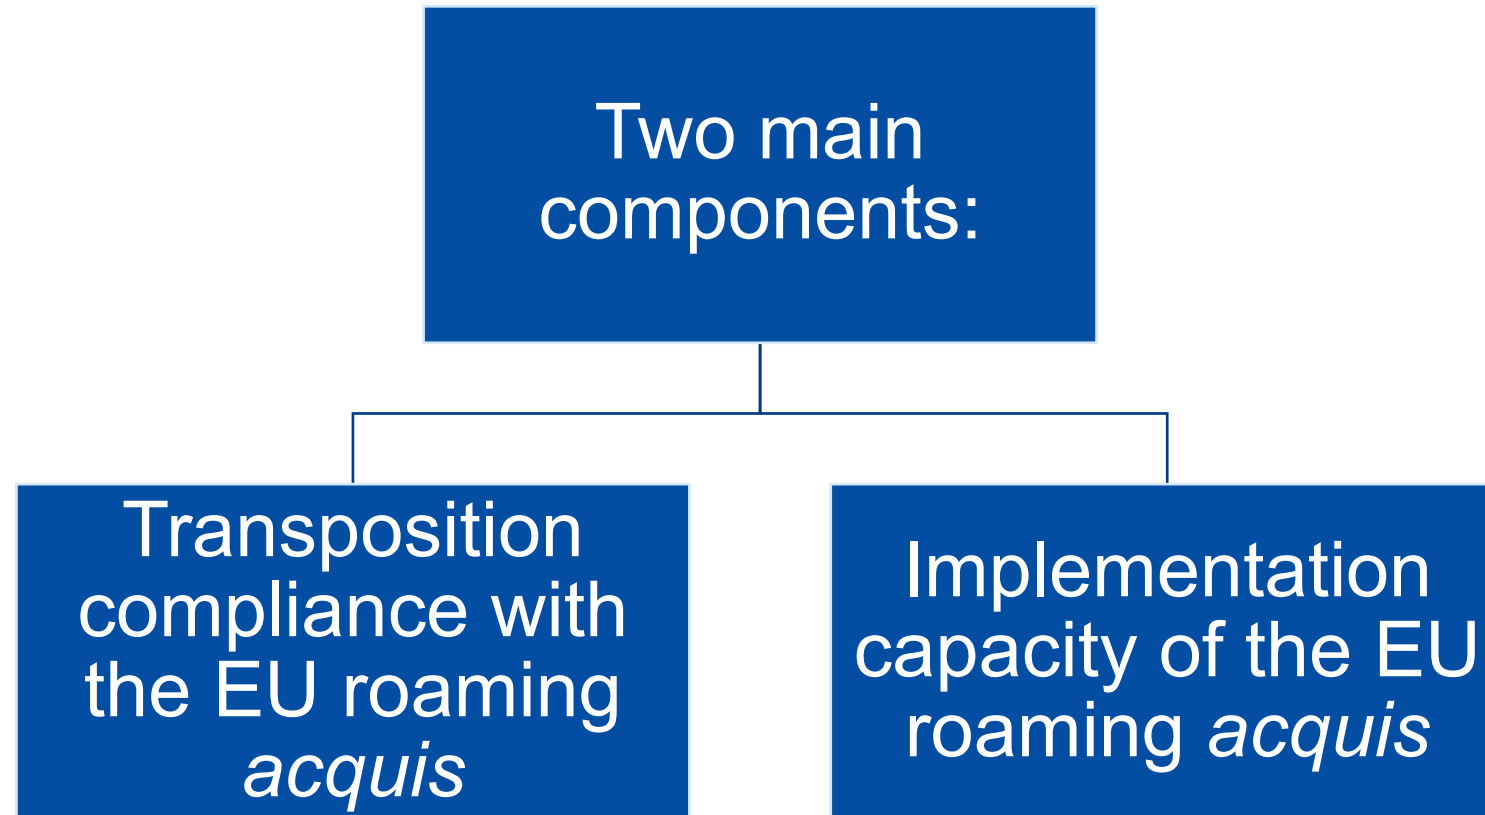 Two main
components:
Transposition
compliance with
the EU roaming
acquis
Implementation
capacity of the EU
roaming acquis